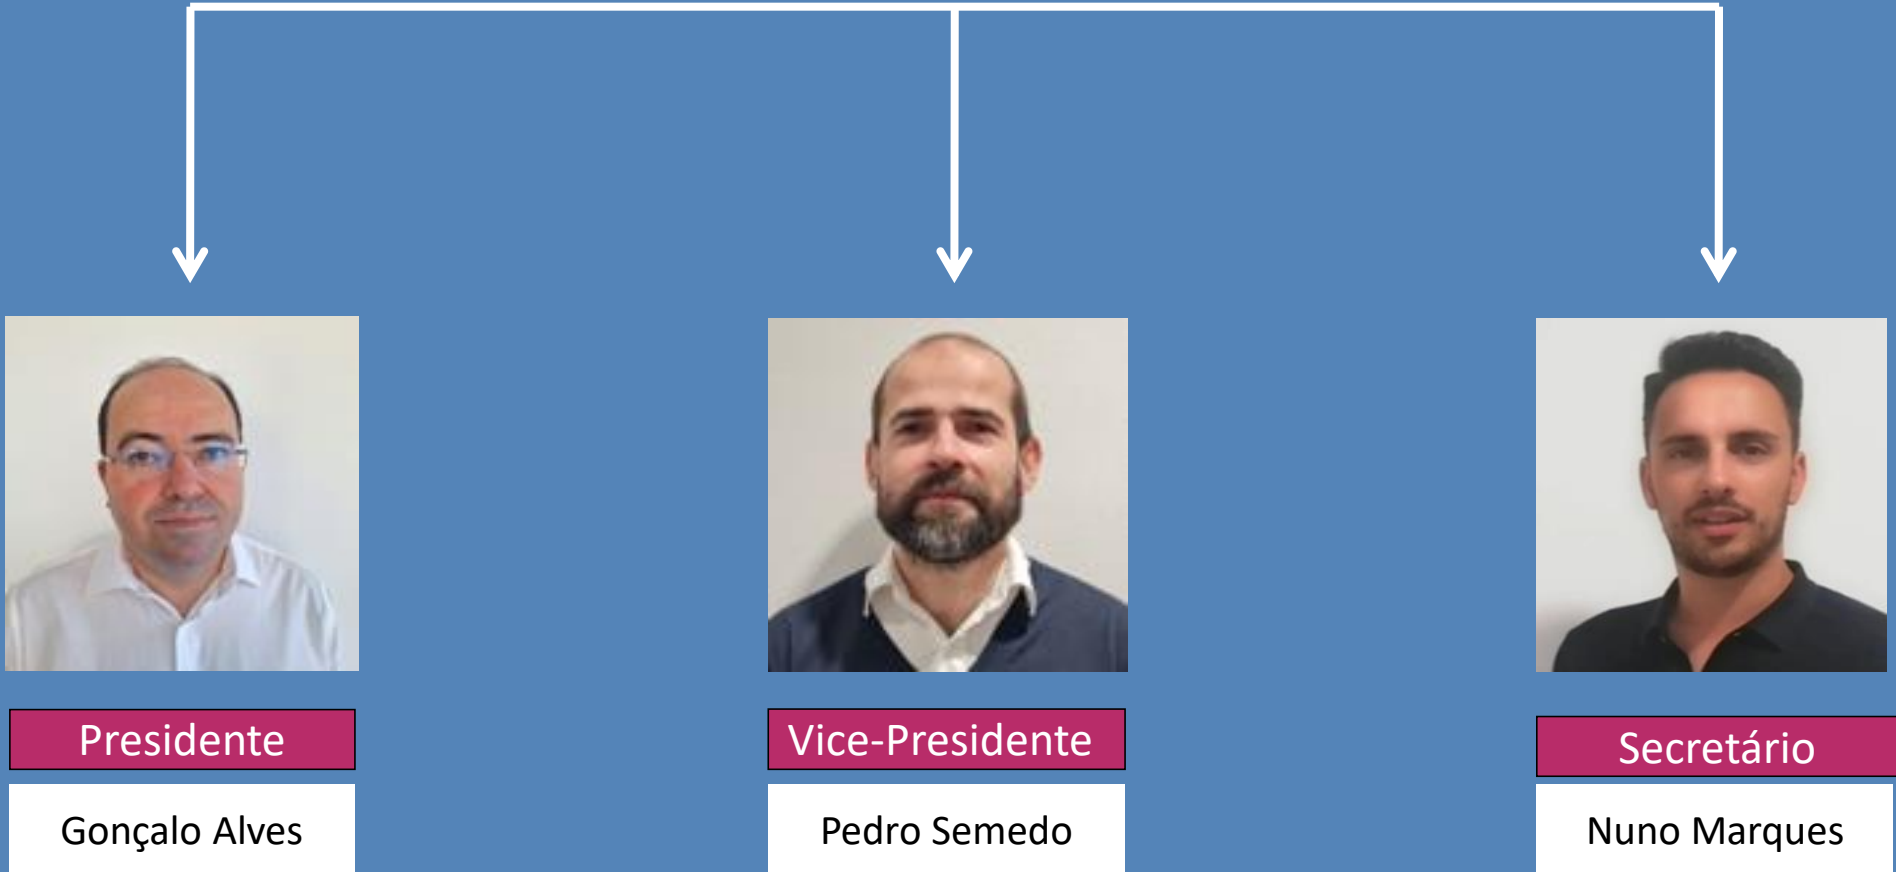 Presidente
Gonçalo Alves
Vice-Presidente
Pedro Semedo
Secretário
Nuno Marques